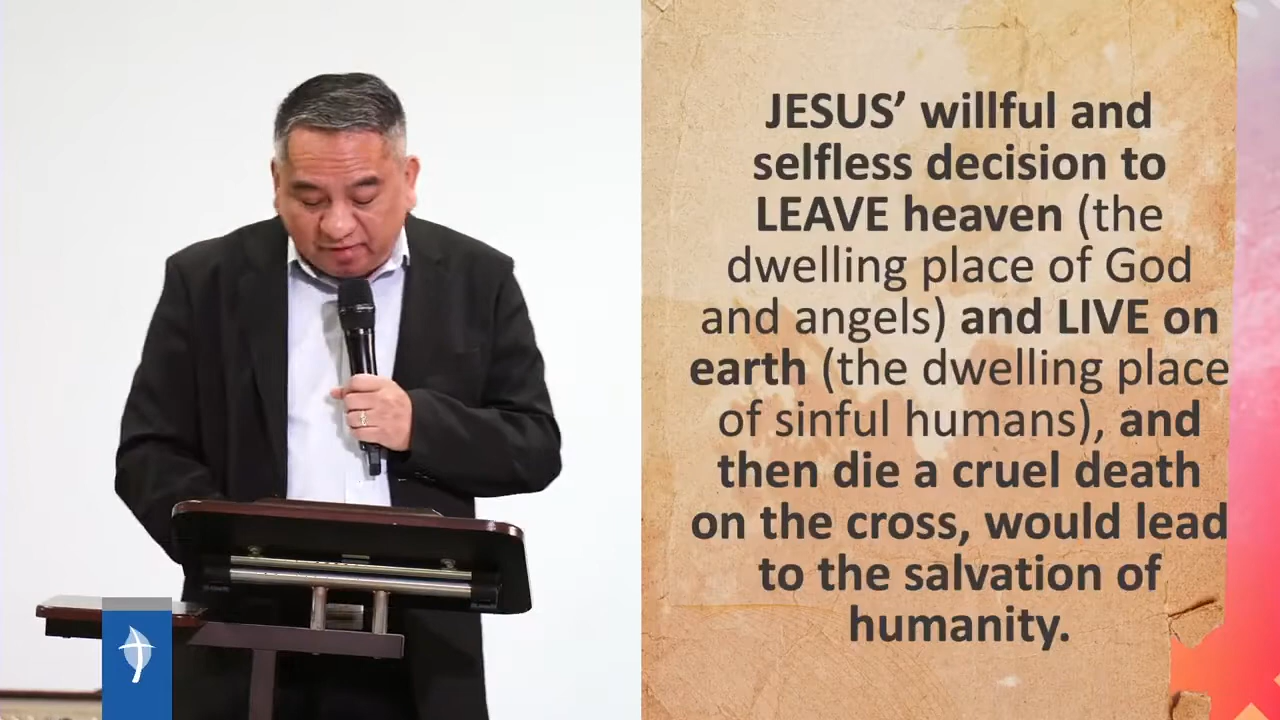 JESUS’ willful and
selfless decision to
LEAVE heaven (the
dwelling place of God
and angels) and LIVE on
earth (the dwelling place
of sinful humans), and
then die a cruel death
on the cross, would lead
to the salvation of
humanity.